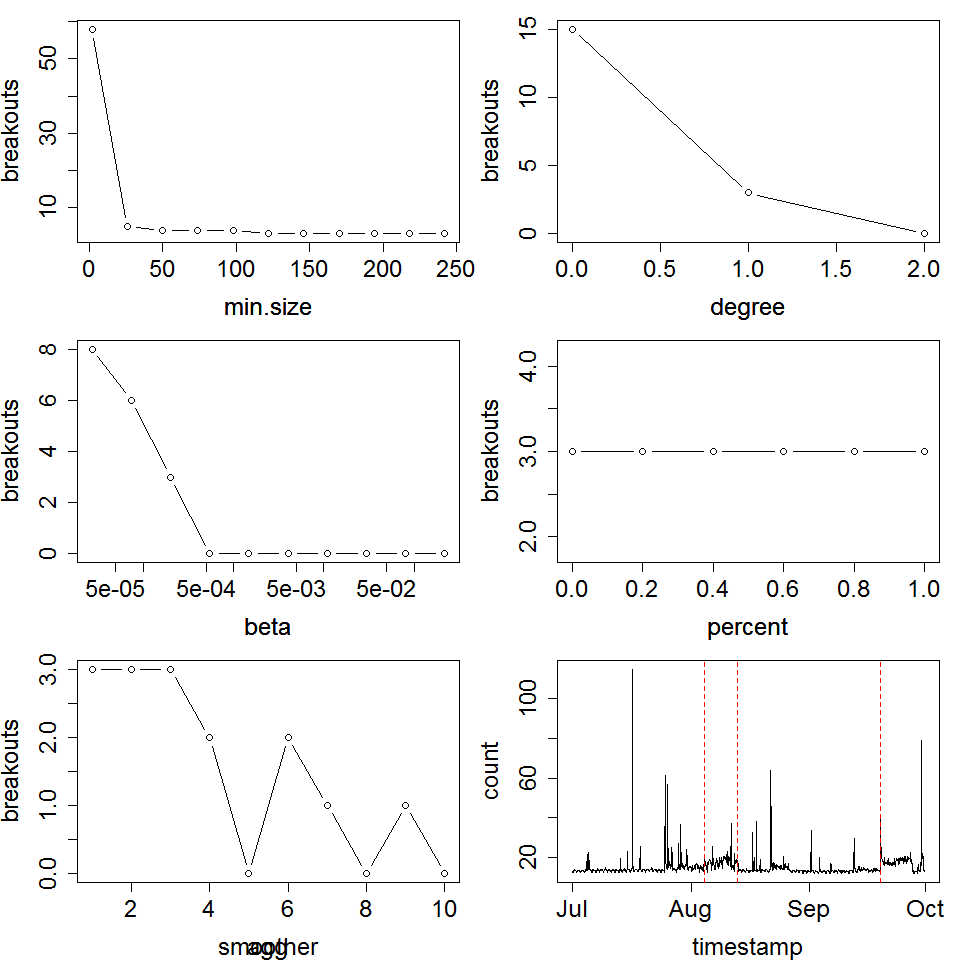 breakouts
10 30 50
0 50 100 150 200 250
min.size
breakouts
0 5 10 15
0.0 0.5 1.0 1.5 2.0
degree
breakouts
0 2 4 6 8
5e-05 5e-04 5e-03 5e-02
beta
breakouts
2.0 3.0 4.0
0.0 0.2 0.4 0.6 0.8 1.0
percent
breakouts
0.0 1.0 2.0 3.0
2 4 6 8 10
smoother
count
20 60 100
Jul Aug Sep Oct
timestamp